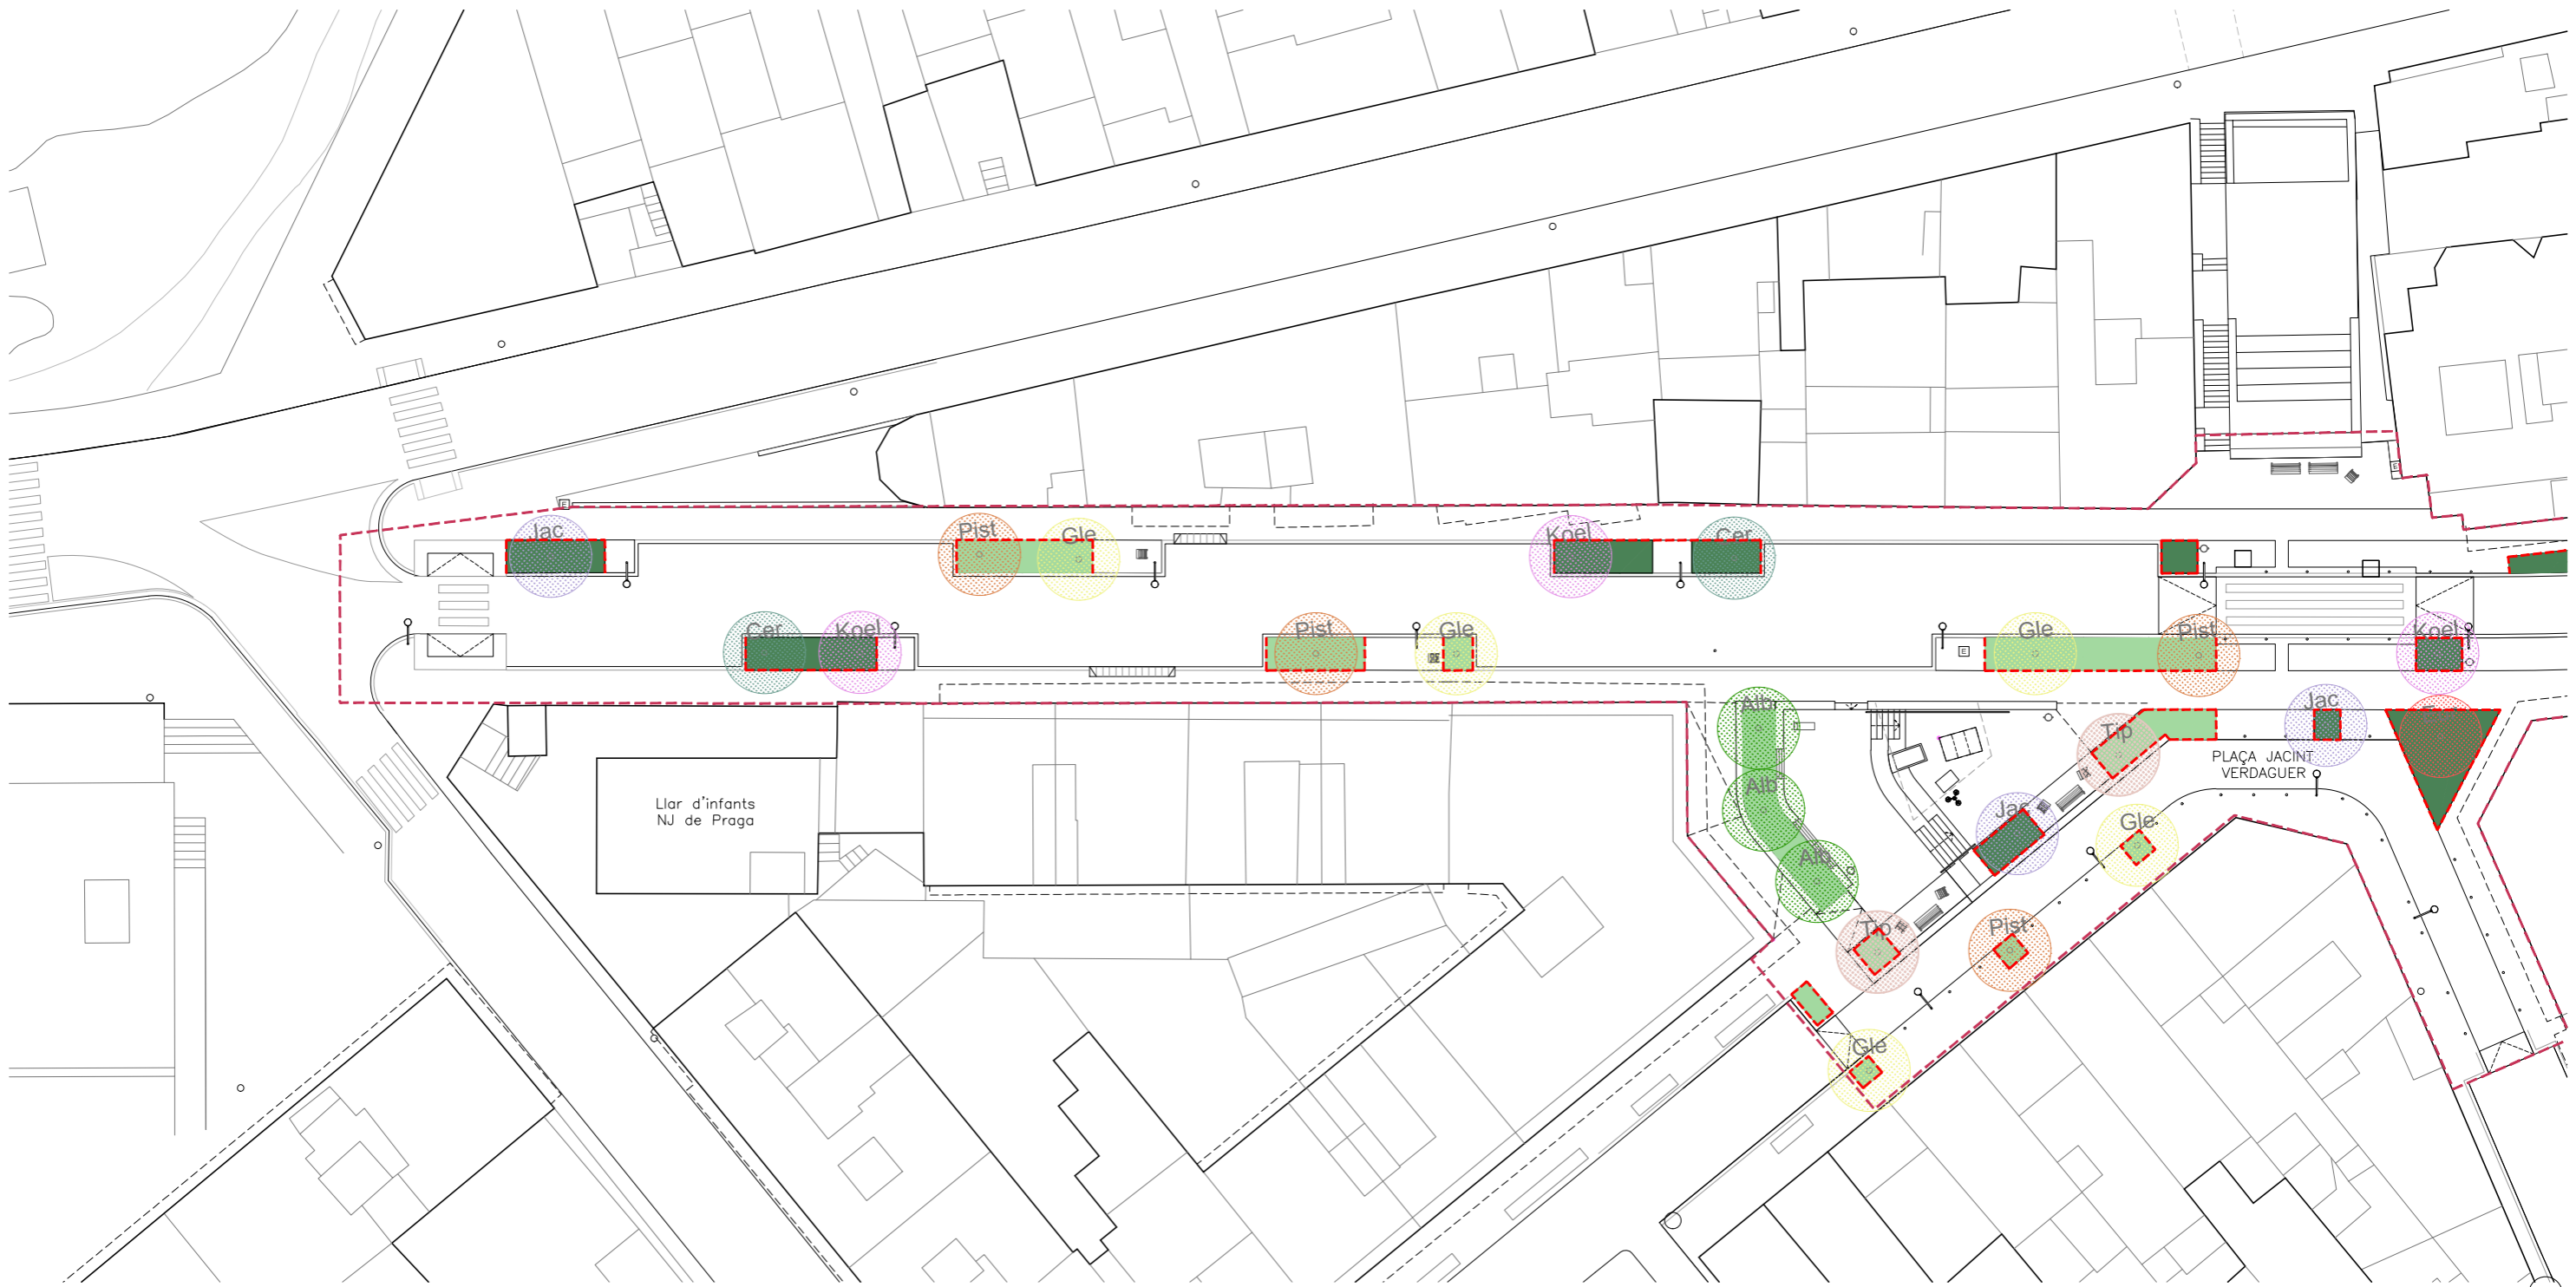 Jac
Pist
Gle
Koel
Cer
E
E
Cer
Koel
Pist
Gle
E
Gle
Pist
Koel
Alb
Jac
Tip
PLAÇA JACINT
VERDAGUER
Alb
Llar d'infants
NJ de Praga
Jac
Gle
Alb
Tip
Pist
Gle